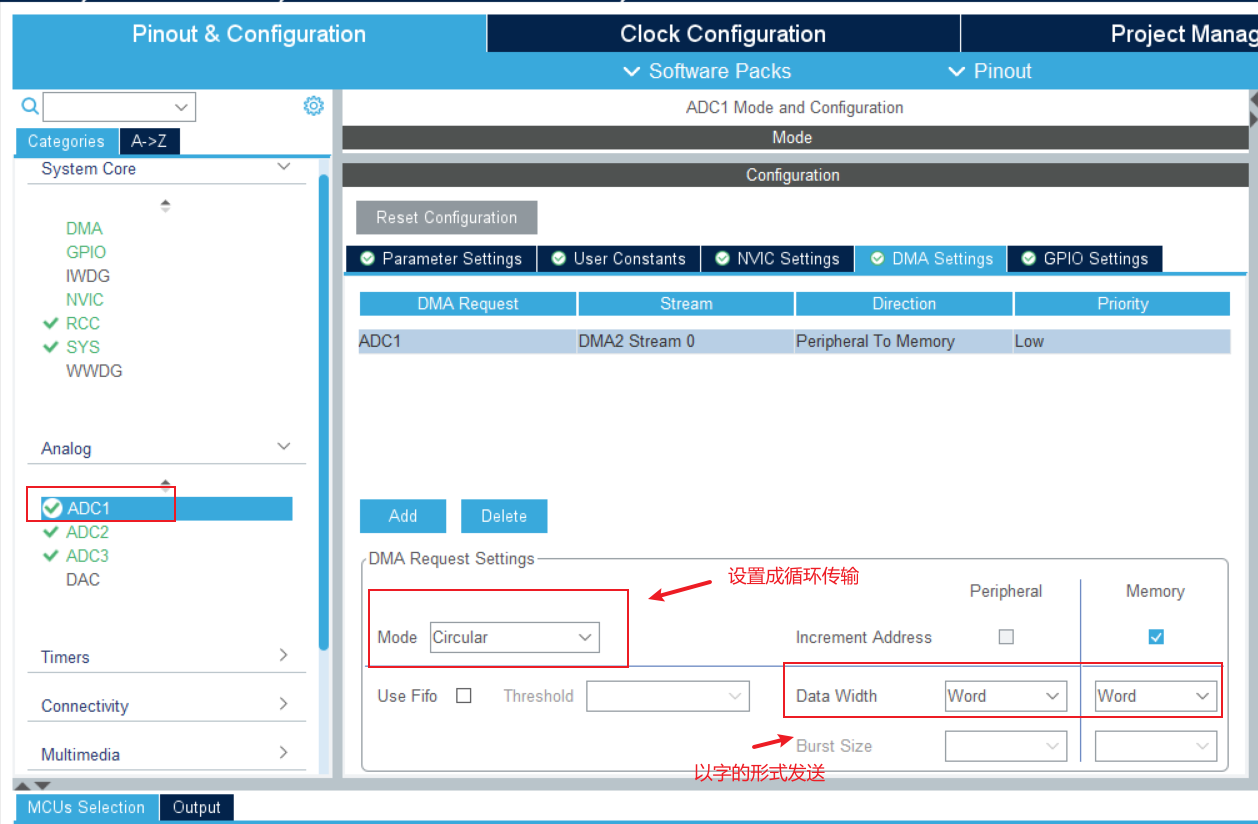 Pinout & Configuration
Clock Configuration
Project Manag
Software Packs
Pinout
Categories
A->Z
System Core
DMA
GPIO
IWDG
NVIC
RCC
SYS
WWDG
Analog
ADC1
ADC2
ADC3
DAC
Timers
Connectivity
Multimedia
ADC1 Mode and Configuration
Mode
Configuration
Reset Configuration
Parameter Settings
User Constants
NVIC Settings
DMA Settings
GPIO Settings
DMA Request Stream Direction Priority
ADC1 DMA2 Stream 0 Peripheral To Memory Low
Add
Delete
DMA Request Settings
设置成循环传输
Peripheral Memory
Mode Circular
Increment Address
Use Fifo Threshold
Data Width Word Word
Burst Size
以字的形式发送
MCUs Selection
Output